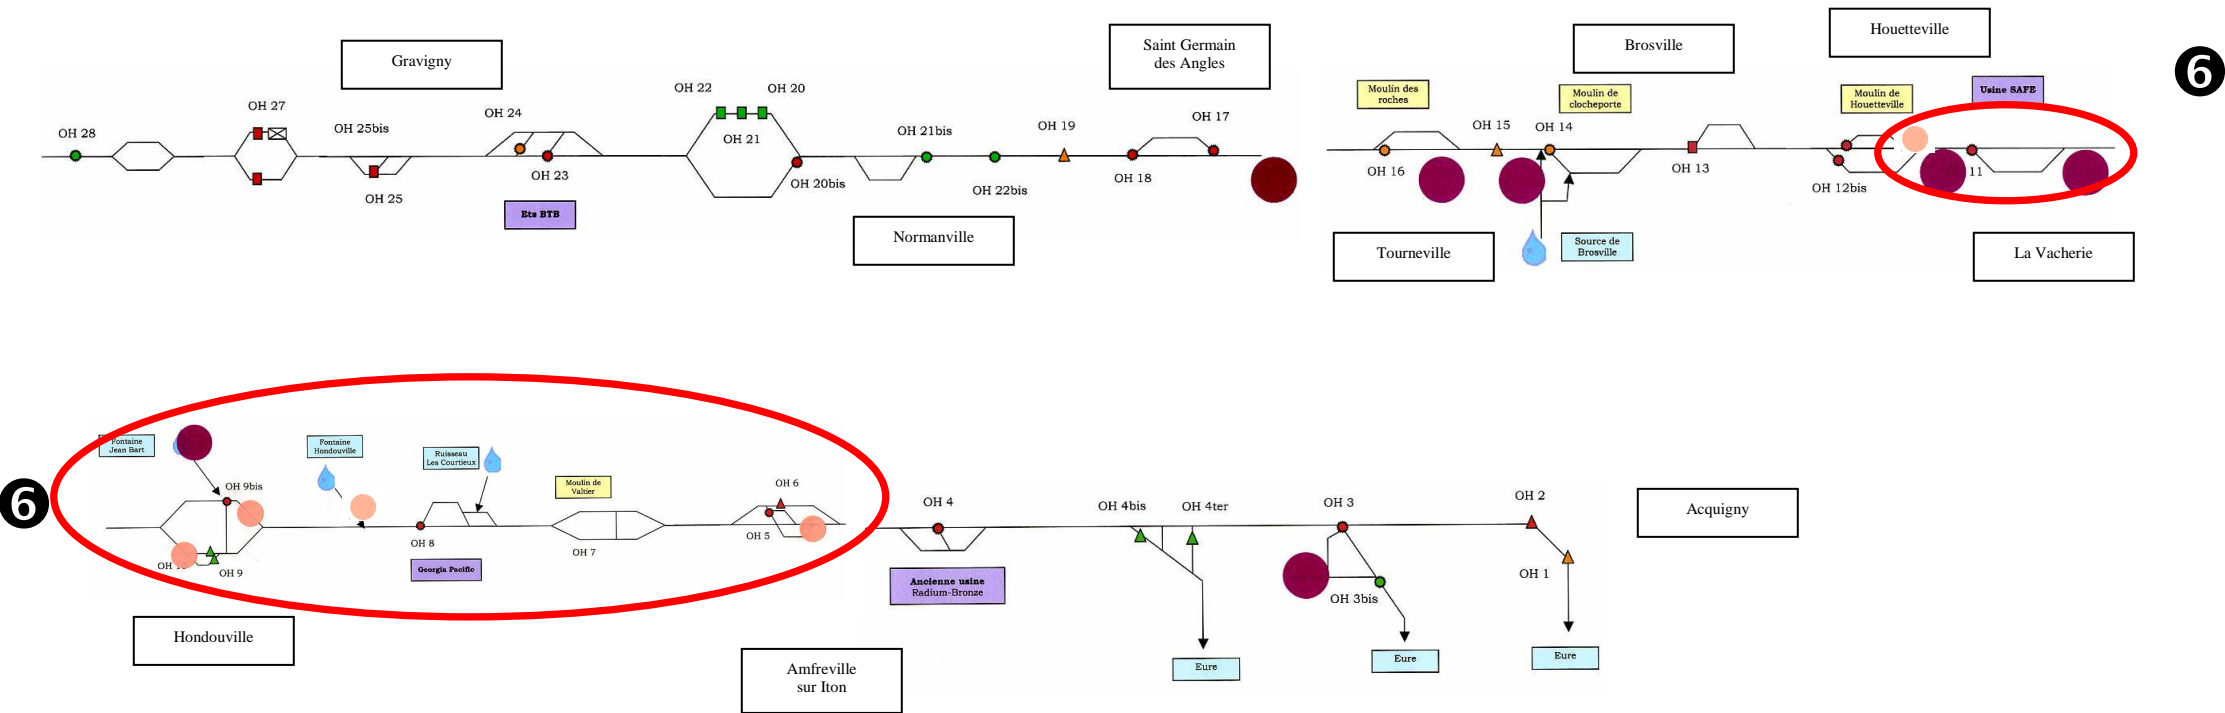 Houetteville
Saint Germain
des Angles
Brosville
Gravigny
6
Moulin des
roches
Moulin de
clocheporte
Moulin de
Houetteville
Usine SAFE
OH 22
OH 20
OH 27
OH 24
OH 17
OH 28
OH 25bis
OH 21
OH 21bis
OH 19
OH 15
OH 14
OH 16
OH 13
OH 12bis
11
OH 25
OH 23
OH 20bis
OH 22bis
OH 18
Ets BTB
Normanville
Tourneville
Source de
Brosville
La Vacherie
Fontaine
Jean Bart
Fontaine
Hondouville
Ruisseau
Les Courtieux
Moulin de
Valtier
6
OH 9bis
OH 6
OH 4
OH 4bis
OH 4ter
OH 3
OH 2
Acquigny
OH
OH 9
OH 8
OH 7
OH 5
Georgia Pacific
Ancienne usine
Radium-Bronze
OH 3bis
OH 1
Hondouville
Amfreville
sur Iton
Eure
Eure
Eure